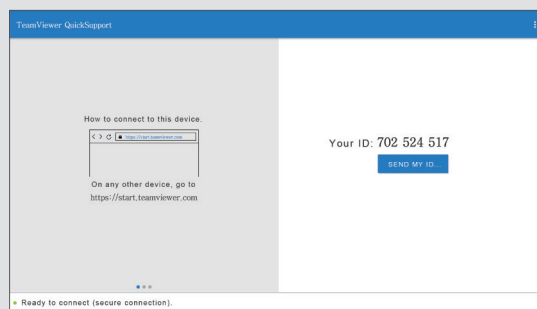 TeamViewer QuickSupport
How to connect to this device.
https://start.teamviewer.com
On any other device, go to
https://start.teamviewer.com
Your ID: 702 524 517
SEND MY ID...
Ready to connect (secure connection).